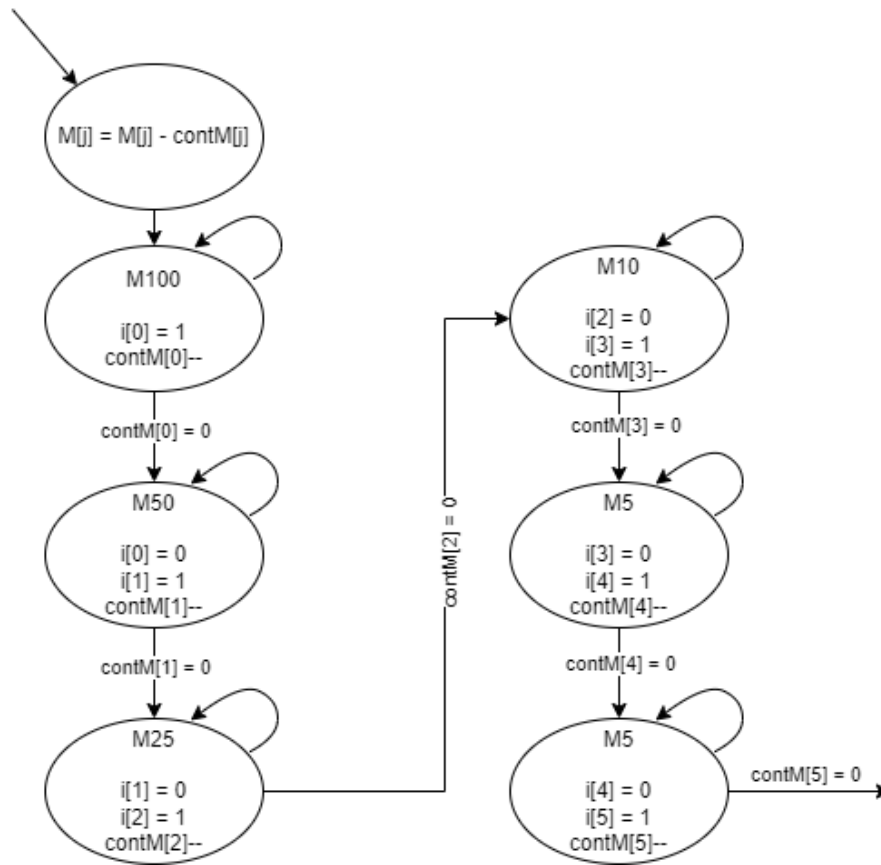 M[j] = M[j] - contM[j]
M100
i[0] = 1
contM[0]--
contM[0] = 0
M50
i[0] = 0
i[1] = 1
contM[1]--
contM[1] = 0
M25
i[1] = 0
i[2] = 1
contM[2]--
contM[2] = 0
M10
i[2] = 0
i[3] = 1
contM[3]--
contM[3] = 0
M5
i[3] = 0
i[4] = 1
contM[4]--
contM[4] = 0
M5
i[4] = 0
i[5] = 1
contM[5]--
contM[5] = 0